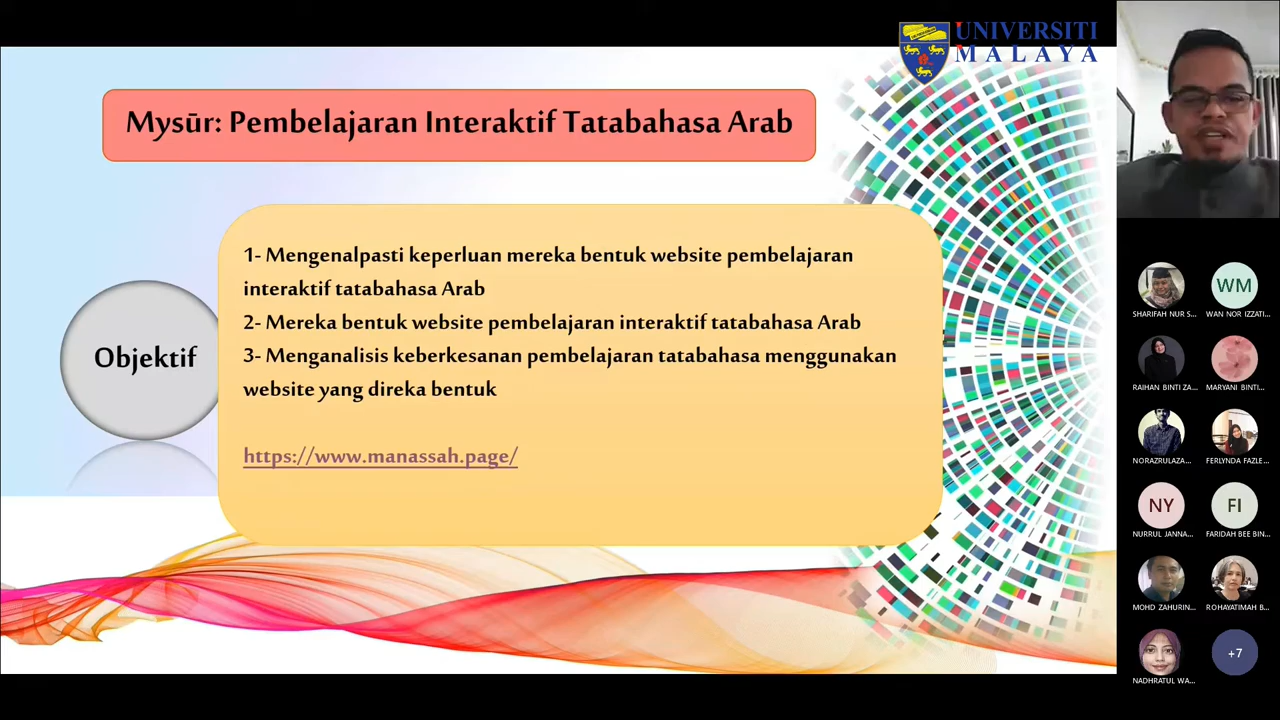 UNIVERSITI
MALAYA
Mysūr: Pembelajaran Interaktif Tatabahasa Arab
Objektif
1- Mengenalpasti keperluan mereka bentuk website pembelajaran
interaktif tatabahasa Arab
2- Mereka bentuk website pembelajaran interaktif tatabahasa Arab
3- Menganalisis keberkesanan pembelajaran tatabahasa menggunakan
website yang direka bentuk
https://www.manassah.page/
WM
SHARIFAH NUR S...
WAN NOR IZZATI...
RAIHAN BINTI ZA...
MARYANI BINTI...
NORAZRULAZA...
FERLYNDA FAZLE...
NY
FI
NURRUL JANNA...
FARIDAH BEE BIN...
MOHD ZAHURIN...
ROHAYATIMAH B...
+7
NADHRATUL WA...